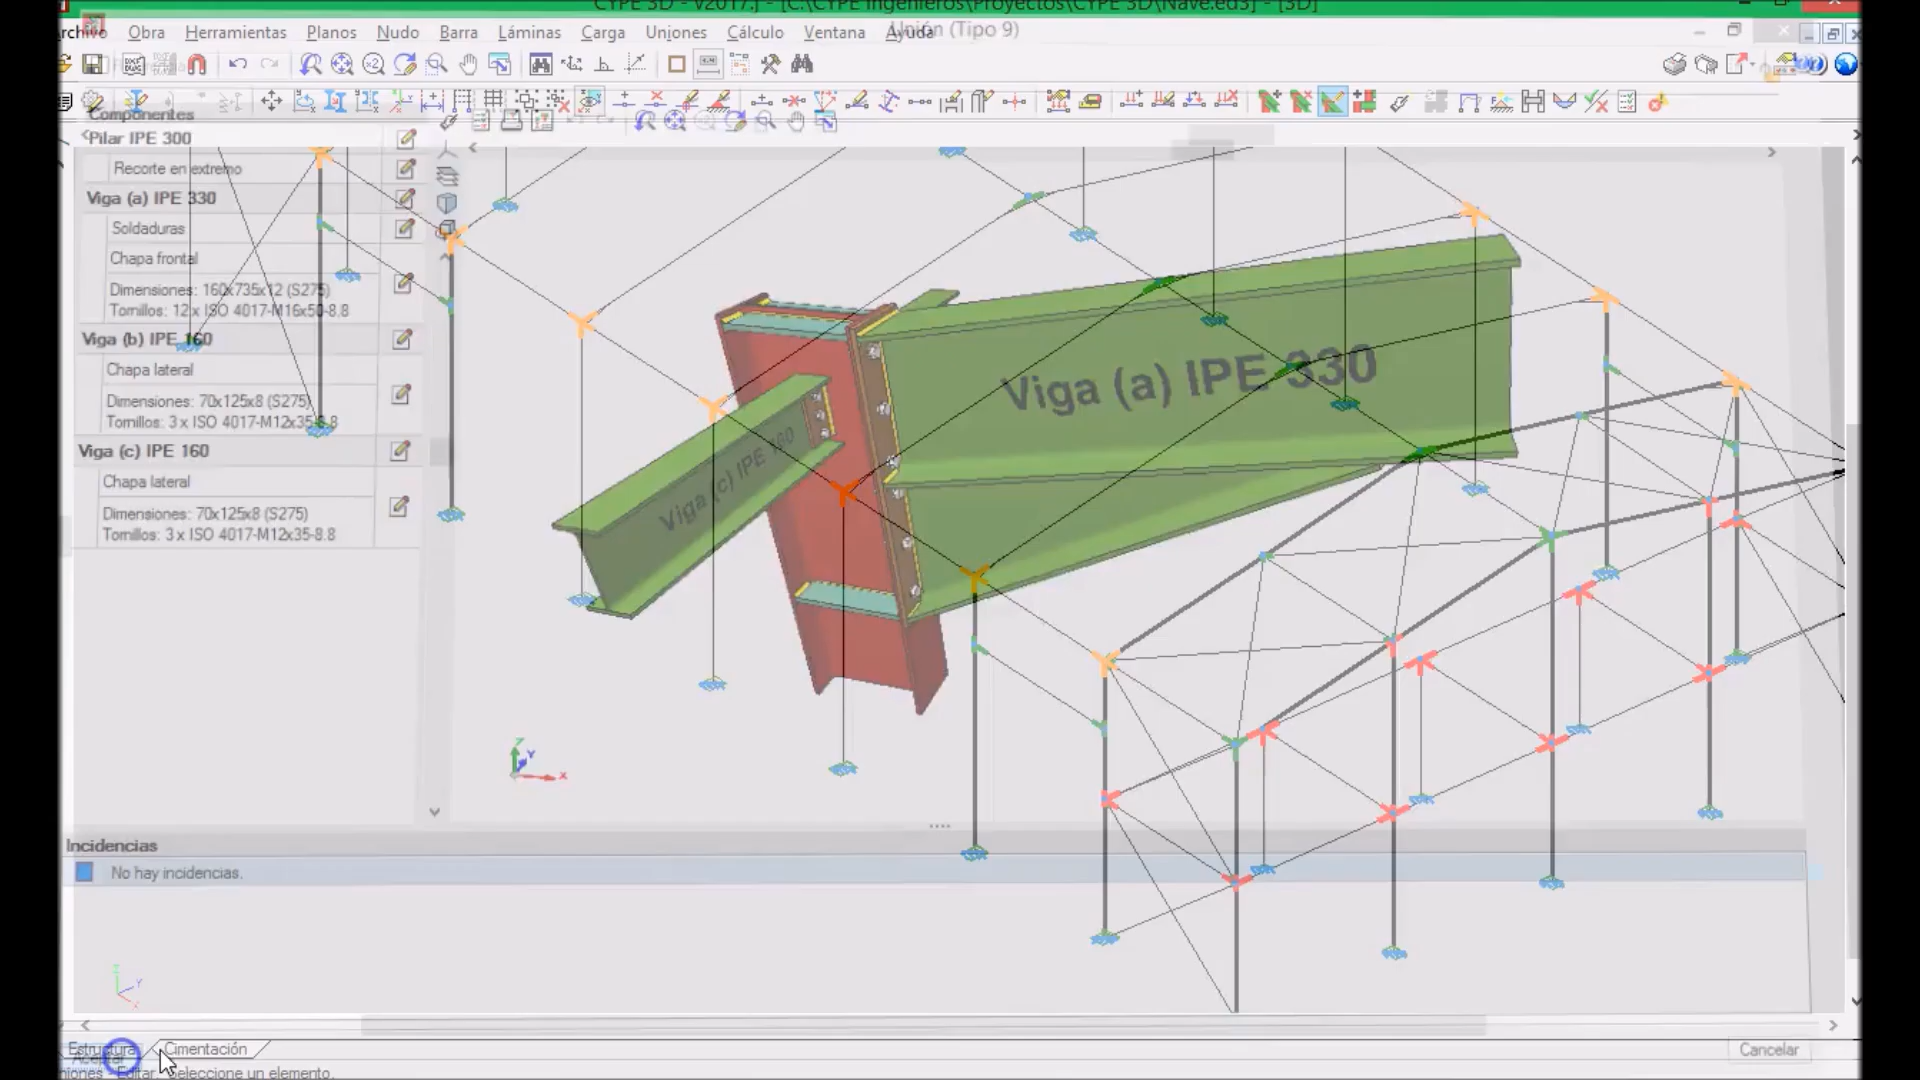 CYPE 3D - v2017.j - [C:\CYPE Ingenieros\Proyectos\CYPE 3D\Nave.ed3] - [3D]
Archivo Obra Herramientas Planos Nudo Barra Láminas Carga Uniones Cálculo Ventana Ayuda
Unión (Tipo 9)
Componentes
Pilar IPE 300
Recorte en extremo
Viga (a) IPE 330
Soldaduras
Chapa frontal
Dimensiones: 160x735x12 (S275)
Tornillos: 12 x ISO 4017-M16x50-8.8
Viga (b) IPE 160
Chapa lateral
Dimensiones: 70x125x8 (S275)
Tornillos: 3 x ISO 4017-M12x35-8.8
Viga (c) IPE 160
Chapa lateral
Dimensiones: 70x125x8 (S275)
Tornillos: 3 x ISO 4017-M12x35-8.8
Viga (a) IPE 330
Viga (c) IPE 160
Z
Y
X
Incidencias
No hay incidencias.
Estructura Cimentación
Aceptar
Cancelar
Uniones - Editar: Seleccione un elemento.